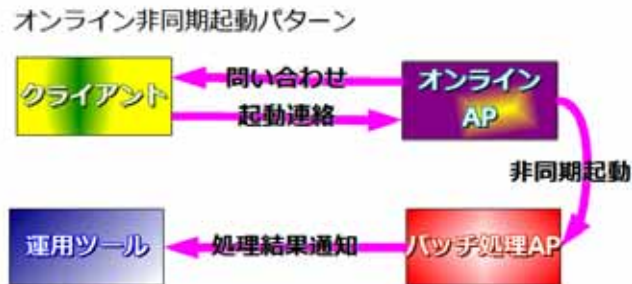 オンライン非同期起動パターン
クライアント
問い合わせ
起動連絡
オンライン
AP
非同期起動
運用ツール
処理結果通知
バッチ処理AP